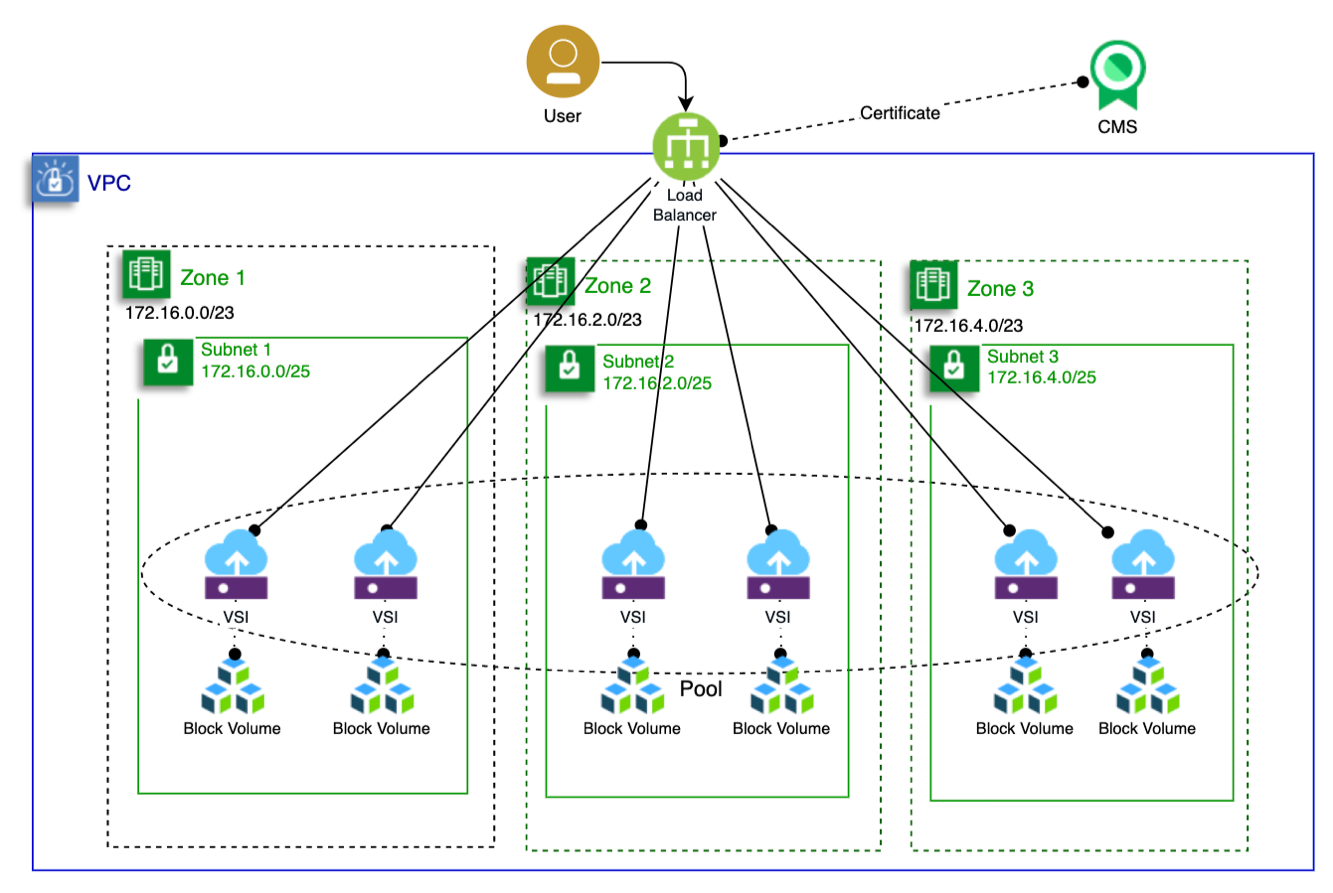 User
Certificate
CMS
VPC
Load
Balancer
Zone 1
172.16.0.0/23
Subnet 1
172.16.0.0/25
Zone 2
172.16.2.0/23
Subnet 2
172.16.2.0/25
Zone 3
172.16.4.0/23
Subnet 3
172.16.4.0/25
VSI
VSI
VSI
VSI
VSI
VSI
Pool
Block Volume
Block Volume
Block Volume
Block Volume
Block Volume
Block Volume